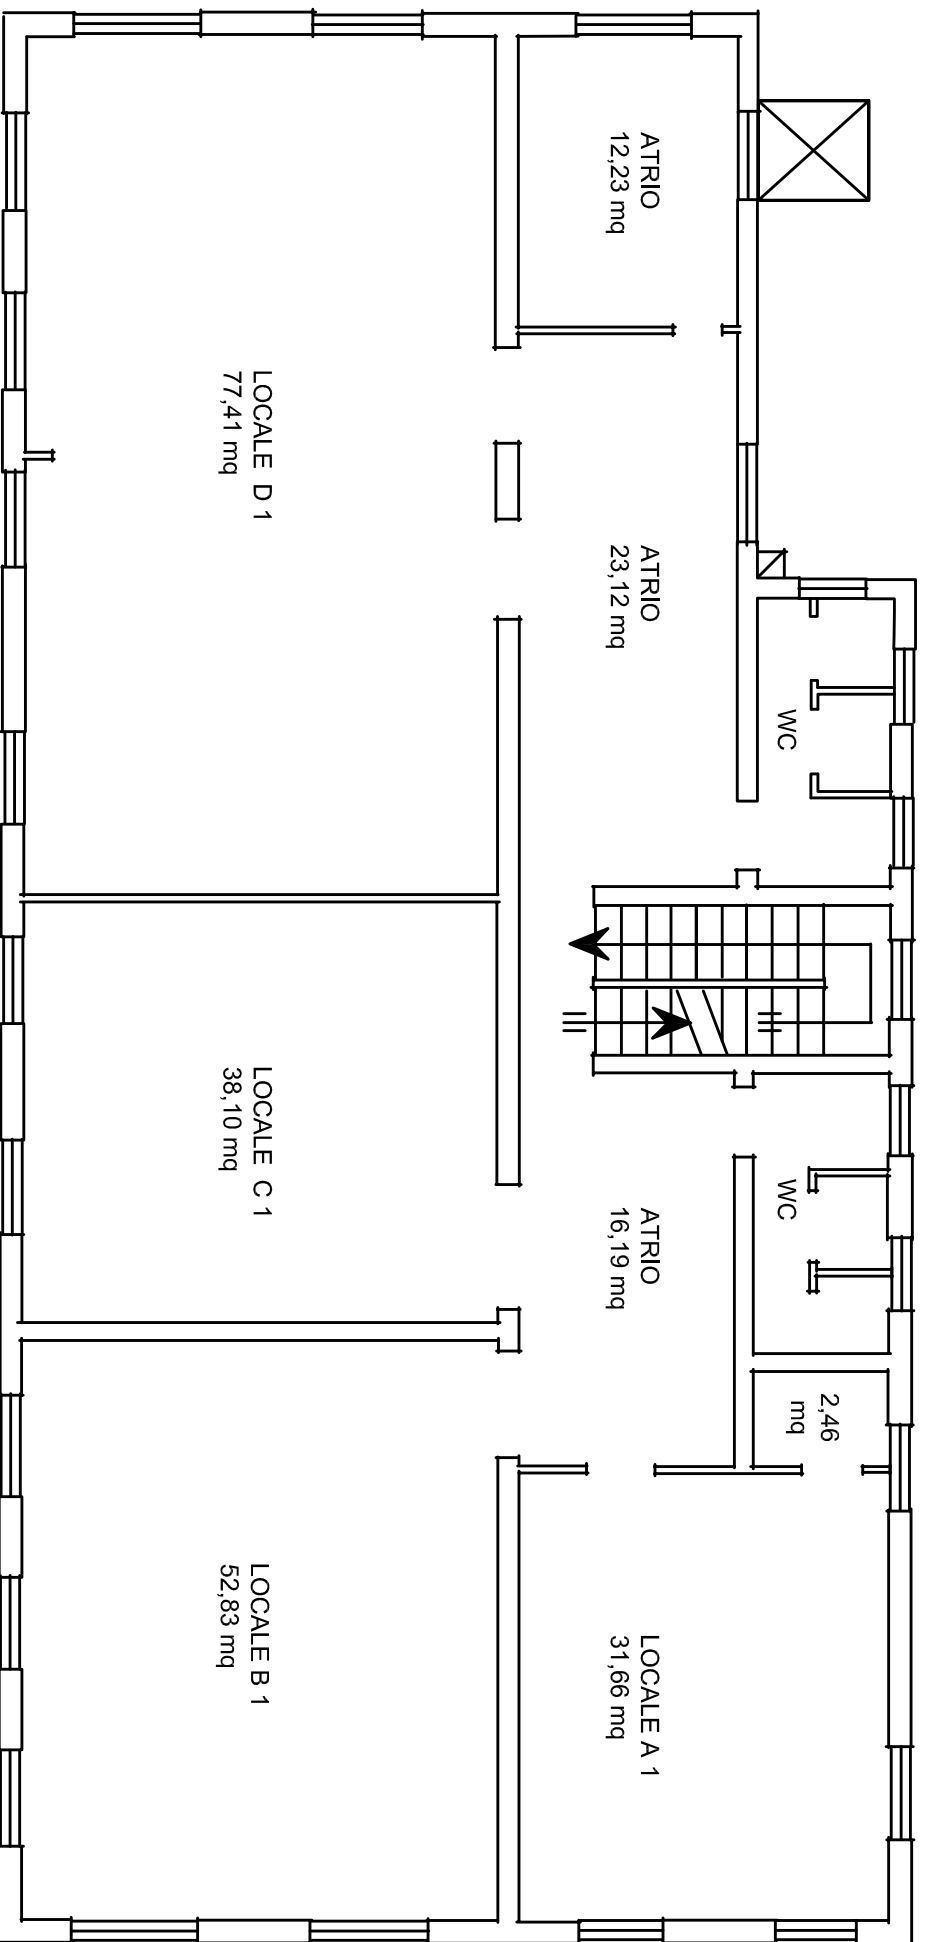 ATRIO
12,23 mq
LOCALE D 1
77,41 mq
ATRIO
23,12 mq
WC
LOCALE C 1
38,10 mq
WC
ATRIO
16,19 mq
2,46
mq
LOCALE B 1
52,83 mq
LOCALE A 1
31,66 mq